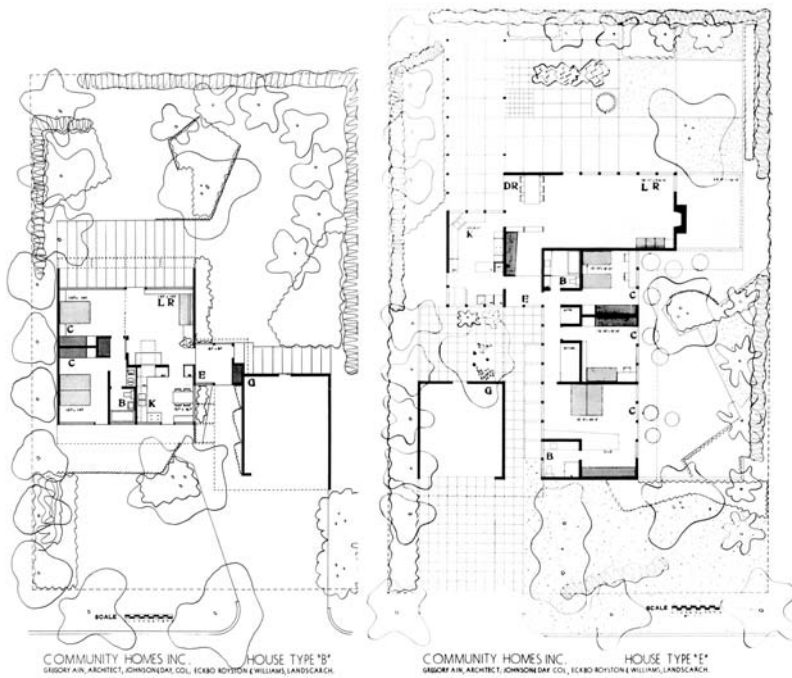 L R
C
C
B
K
E
G
SCALE
COMMUNITY HOMES INC. HOUSE TYPE "B"
GREGORY AIN, ARCHITECT, JOHNSON & DAY, COL., ECKBO ROYSTON & WILLIAMS, LANDSCARCH.
DR
L R
K
B
E
C
C
G
C
B
SCALE
COMMUNITY HOMES INC. HOUSE TYPE "E"
GREGORY AIN, ARCHITECT, JOHNSON & DAY COL., ECKBO ROYSTON & WILLIAMS, LANDSCARCH.